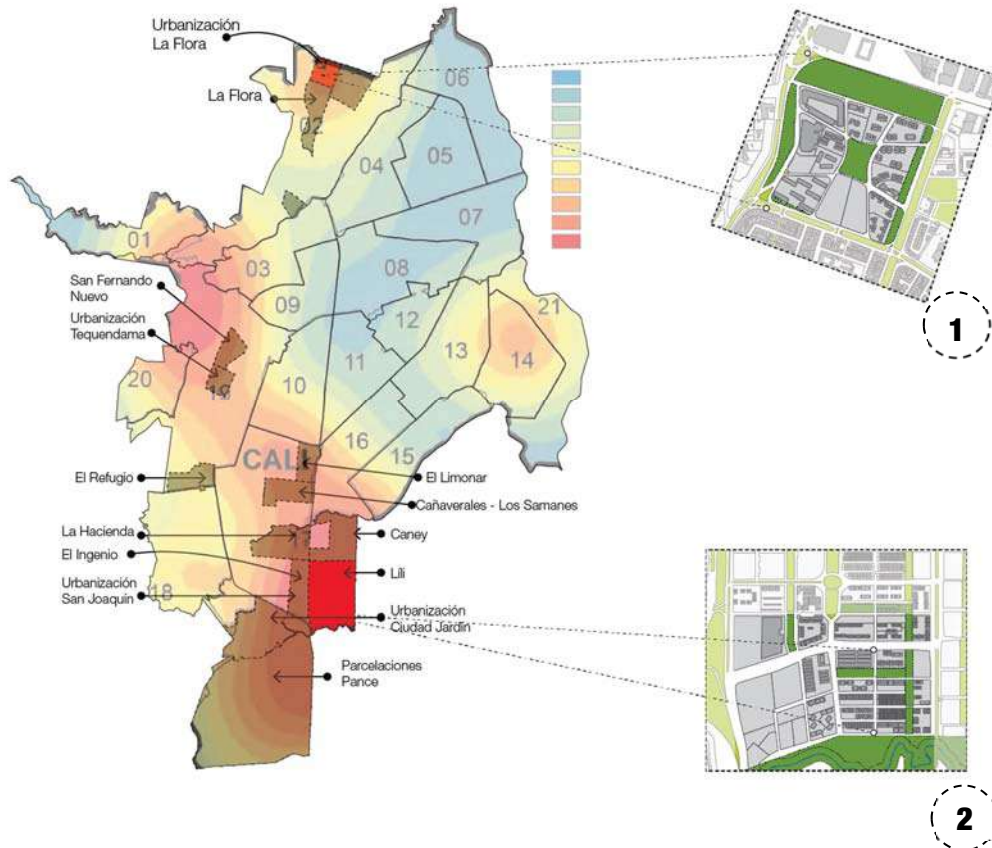 Urbanización
La Flora
La Flora
06
02
04
05
07
01
03
08
San Fernando
Nuevo
09
21
12
Urbanización
Tequendama
13
14
11
20
10
19
16
CALI
15
El Refugio
El Limonar
Cañaverales - Los Samanes
La Hacienda
Caney
El Ingenio
Lili
Urbanización
San Joaquín
18
Urbanización
Ciudad Jardín
Parcelaciones
Pance
1
2